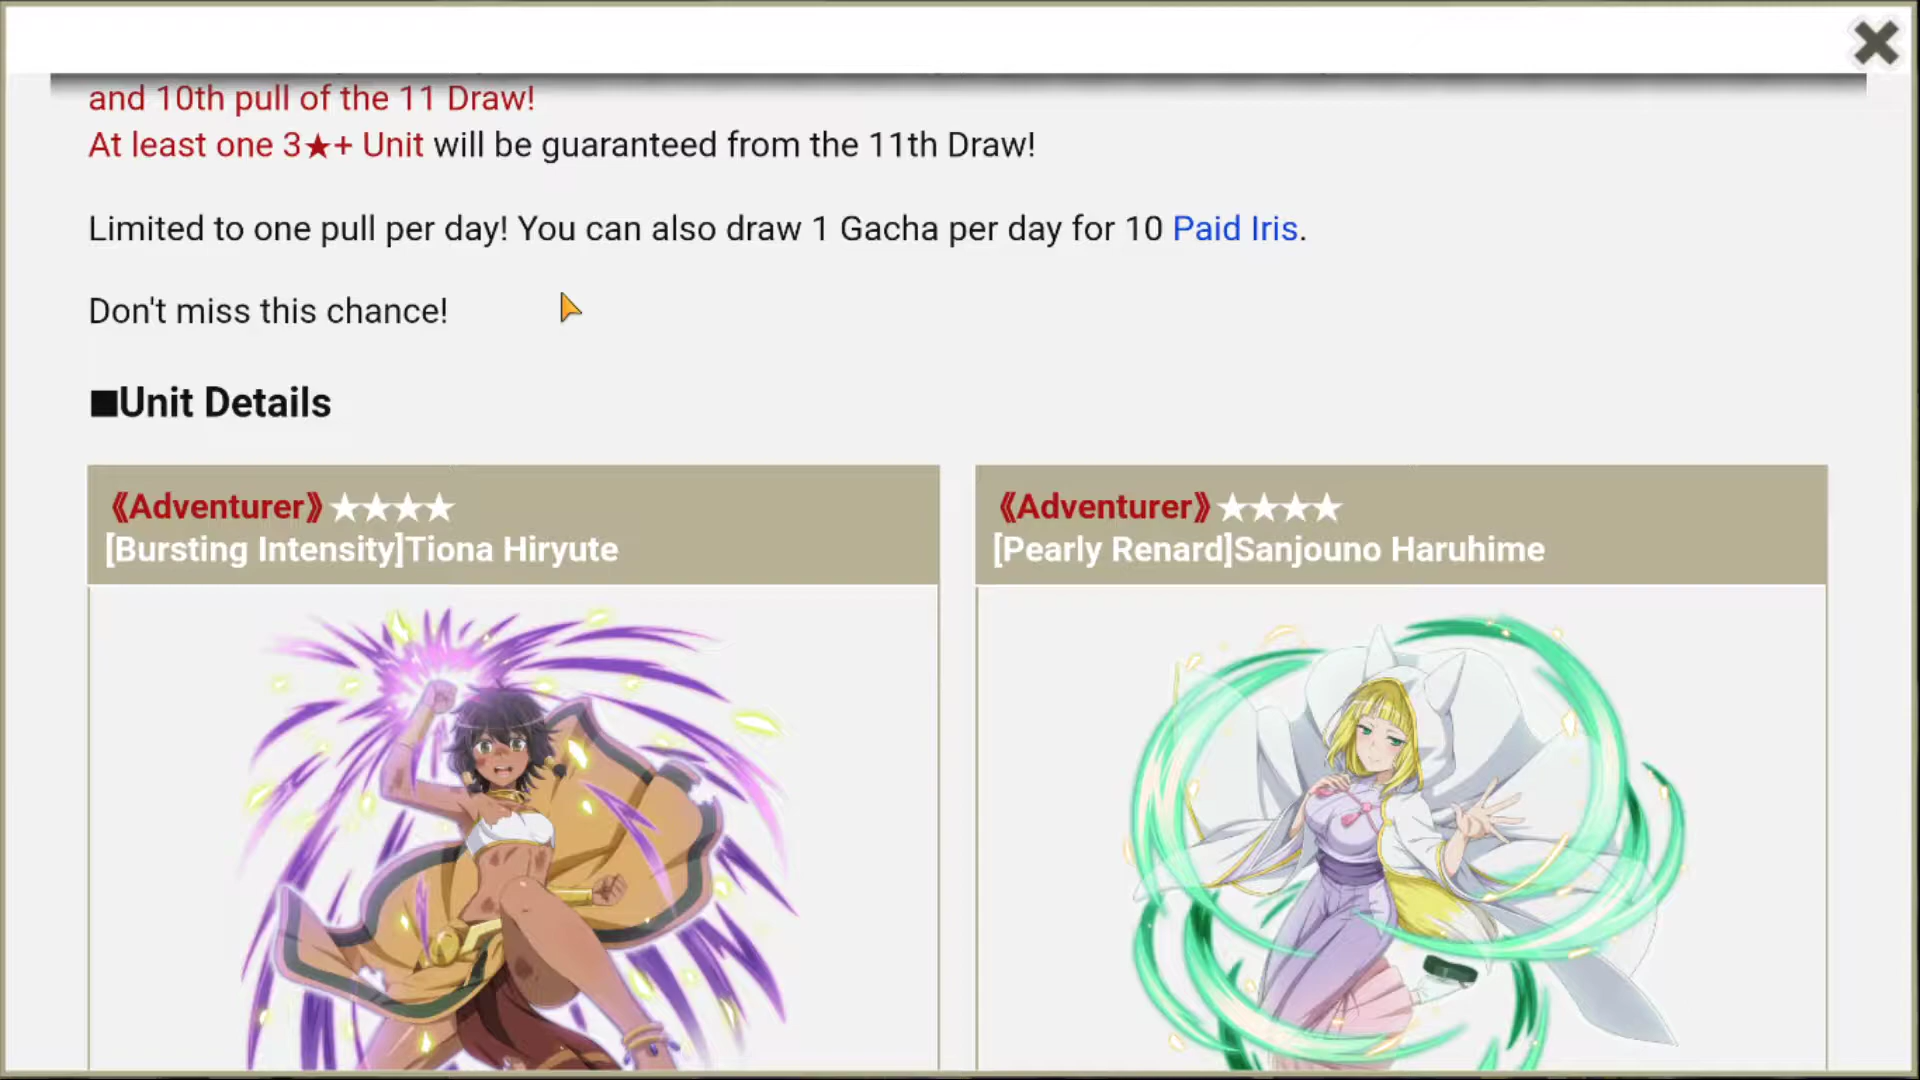 and 10th pull of the 11 Draw!
At least one 3★+ Unit will be guaranteed from the 11th Draw!
Limited to one pull per day! You can also draw 1 Gacha per day for 10 Paid Iris.
Don't miss this chance!
■Unit Details
《Adventurer》★★★★
[Bursting Intensity]Tiona Hiryute
《Adventurer》★★★★
[Pearly Renard]Sanjouno Haruhime